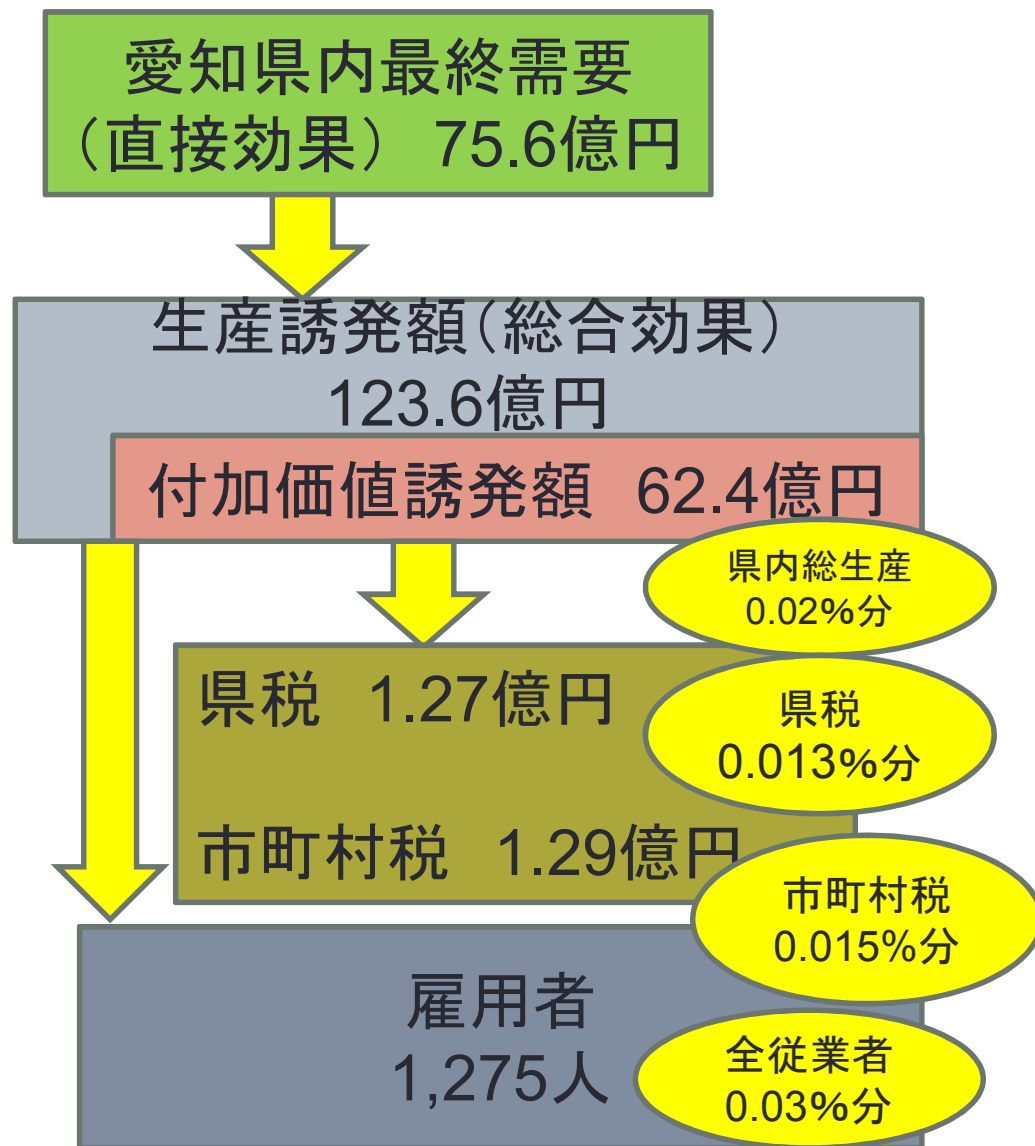 愛知県内最終需要
（直接効果） 75.6億円
生産誘発額（総合効果）
123.6億円
付加価値誘発額 62.4億円
県内総生産
0.02%分
県税 1.27億円
県税
0.013%分
市町村税 1.29億円
市町村税
0.015%分
雇用者
1,275人
全従業者
0.03%分